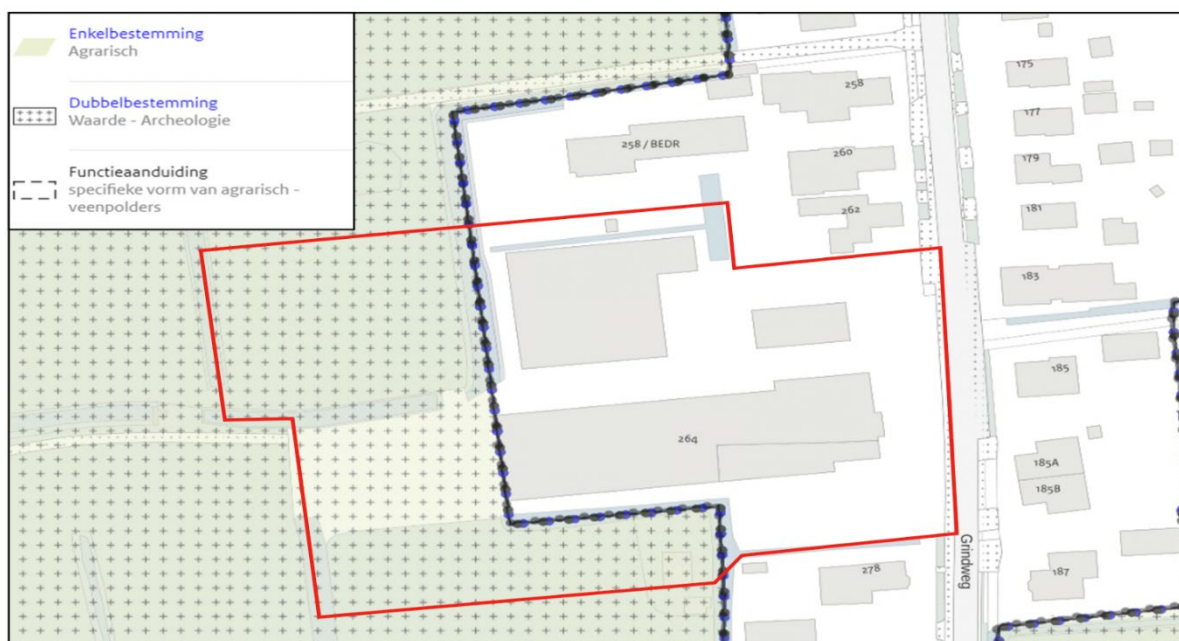 Enkelbestemming
Agrarisch
Dubbelbestemming
Waarde - Archeologie
Functieaanduiding
specifieke vorm van agrarisch -
veenpolders
258
175
258 / BEDR
177
260
179
262
181
183
185
264
185A
185B
Grindweg
278
187